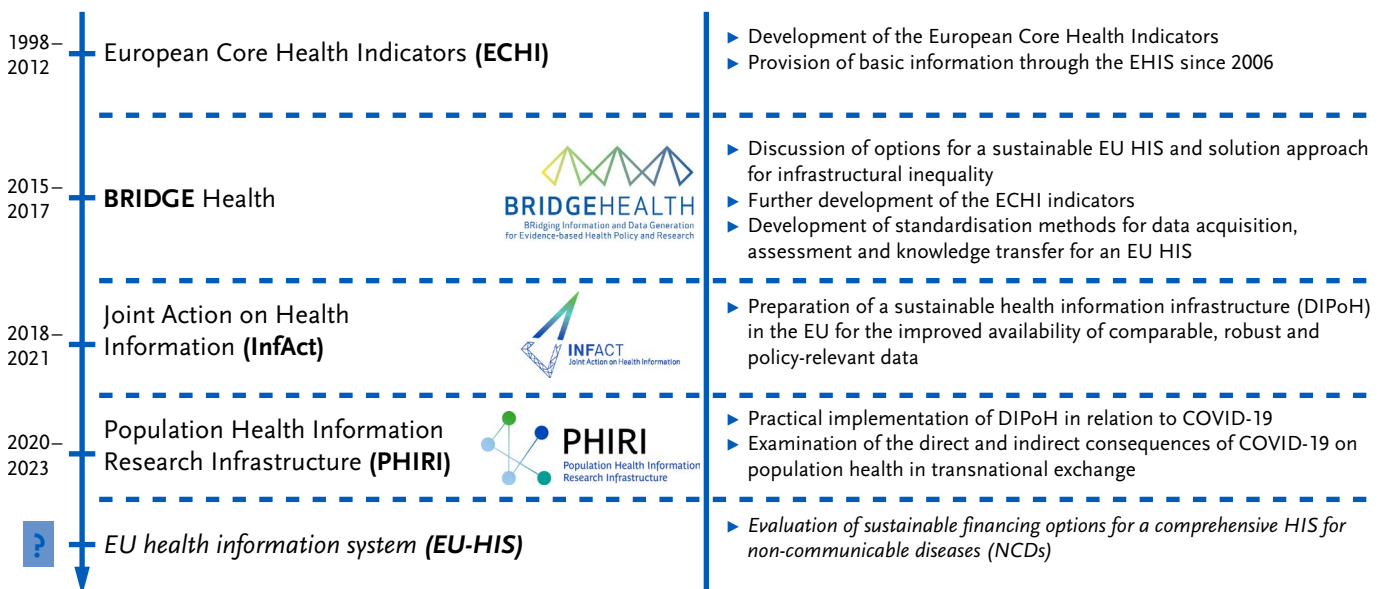 1998–
2012
European Core Health Indicators (ECHI)
► Development of the European Core Health Indicators
► Provision of basic information through the EHIS since 2006
2015–
2017
BRIDGE Health
BRIDGEHEALTH
BRidging Information and Data Generation
for Evidence-based Health Policy and Research
► Discussion of options for a sustainable EU HIS and solution approach
for infrastructural inequality
► Further development of the ECHI indicators
► Development of standardisation methods for data acquisition,
assessment and knowledge transfer for an EU HIS
2018–
2021
Joint Action on Health
Information (InfAct)
INFACT
Joint Action on Health Information
► Preparation of a sustainable health information infrastructure (DIPoH)
in the EU for the improved availability of comparable, robust and
policy-relevant data
2020–
2023
Population Health Information
Research Infrastructure (PHIRI)
PHIRI
Population Health Information
Research Infrastructure
► Practical implementation of DIPoH in relation to COVID-19
► Examination of the direct and indirect consequences of COVID-19 on
population health in transnational exchange
?
EU health information system (EU-HIS)
► Evaluation of sustainable financing options for a comprehensive HIS for
non-communicable diseases (NCDs)